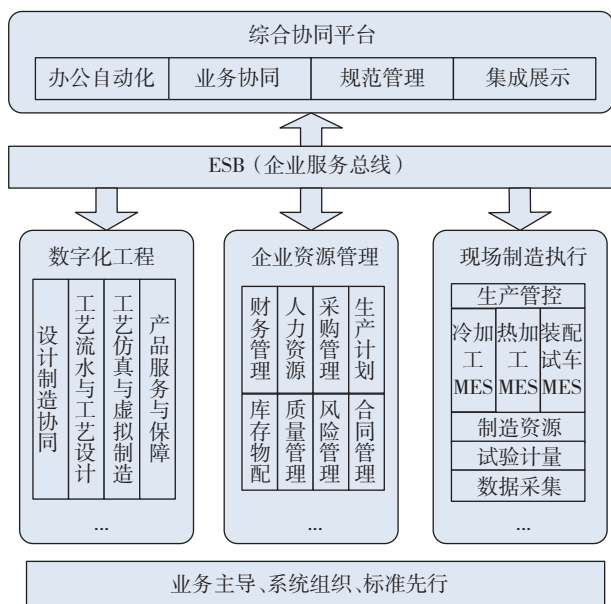 综合协同平台
办公自动化 业务协同 规范管理 集成展示
ESB（企业服务总线）
数字化工程
设计制造协同
工艺流水与工艺设计
工艺仿真与虚拟制造
产品服务与保障
...
企业资源管理
财务管理 人力资源 采购管理 生产计划
库存物配 质量管理 风险管理 合同管理
...
现场制造执行
生产管控
冷加工MES 热加工MES 装配试车MES
制造资源
试验计量
数据采集
...
业务主导、系统组织、标准先行